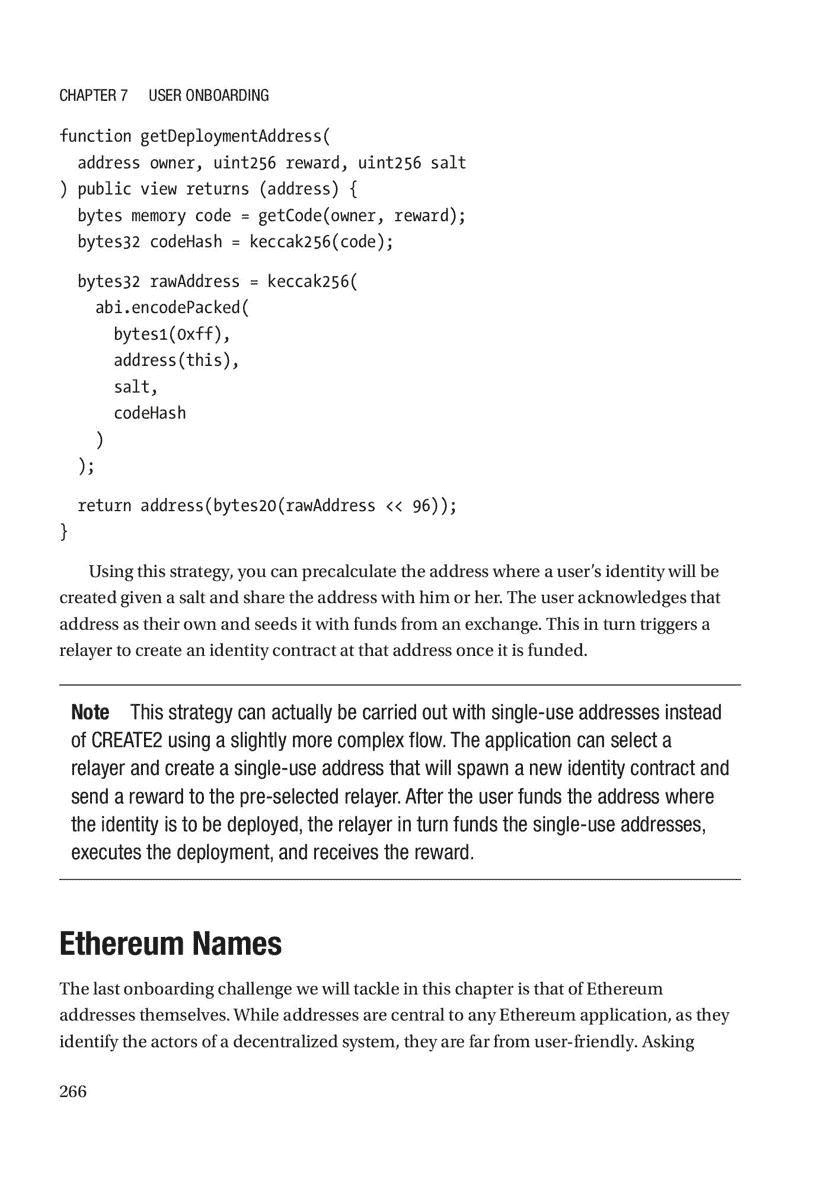 CHAPTER 7 USER ONBOARDING
function getDeploymentAddress(
address owner, uint256 reward, uint256 salt
) public view returns (address) {
bytes memory code = getCode(owner, reward);
bytes32 codeHash = keccak256(code);
bytes32 rawAddress = keccak256(
abi.encodePacked(
bytes1(0xff),
address(this),
salt,
codeHash
)
);
return address(bytes20(rawAddress << 96));
}
Using this strategy, you can precalculate the address where a user’s identity will be
created given a salt and share the address with him or her. The user acknowledges that
address as their own and seeds it with funds from an exchange. This in turn triggers a
relayer to create an identity contract at that address once it is funded.
Note This strategy can actually be carried out with single-use addresses instead
of CREATE2 using a slightly more complex flow. The application can select a
relayer and create a single-use address that will spawn a new identity contract and
send a reward to the pre-selected relayer. After the user funds the address where
the identity is to be deployed, the relayer in turn funds the single-use addresses,
executes the deployment, and receives the reward.
Ethereum Names
The last onboarding challenge we will tackle in this chapter is that of Ethereum
addresses themselves. While addresses are central to any Ethereum application, as they
identify the actors of a decentralized system, they are far from user-friendly. Asking
266